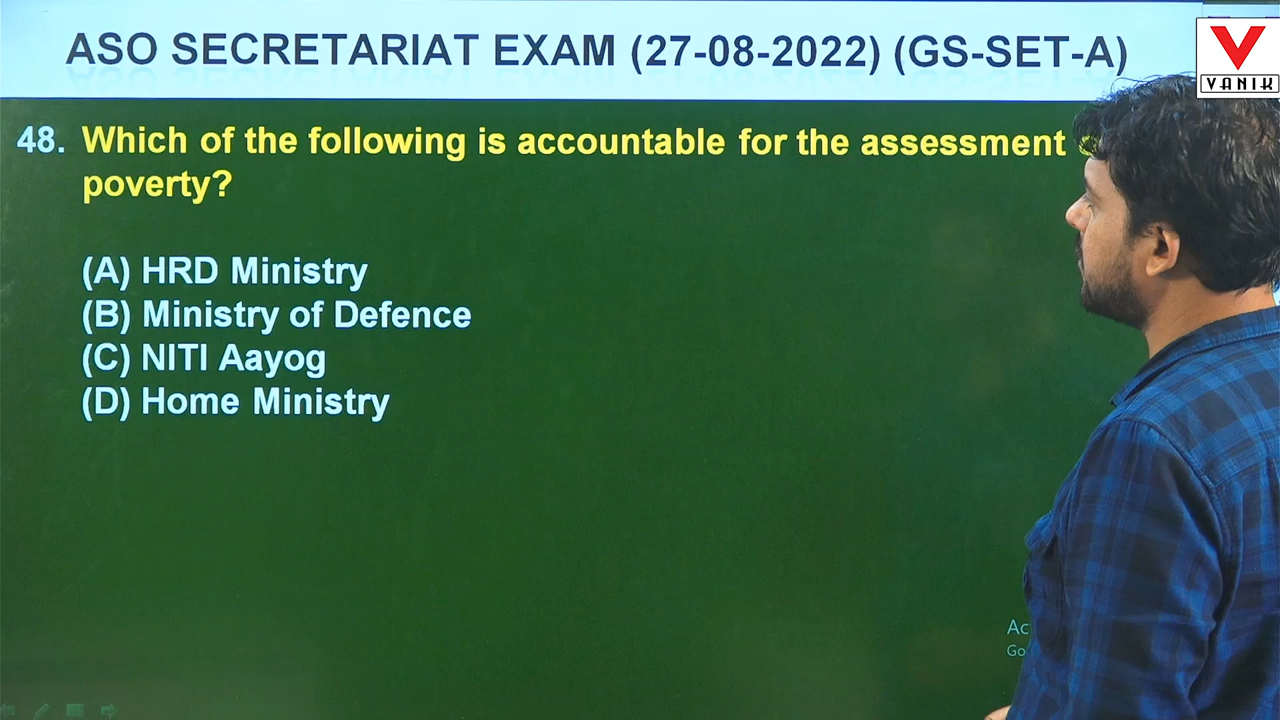 ASO SECRETARIAT EXAM (27-08-2022) (GS-SET-A)
VANIK
48. Which of the following is accountable for the assessment
poverty?
(A) HRD Ministry
(B) Ministry of Defence
(C) NITI Aayog
(D) Home Ministry